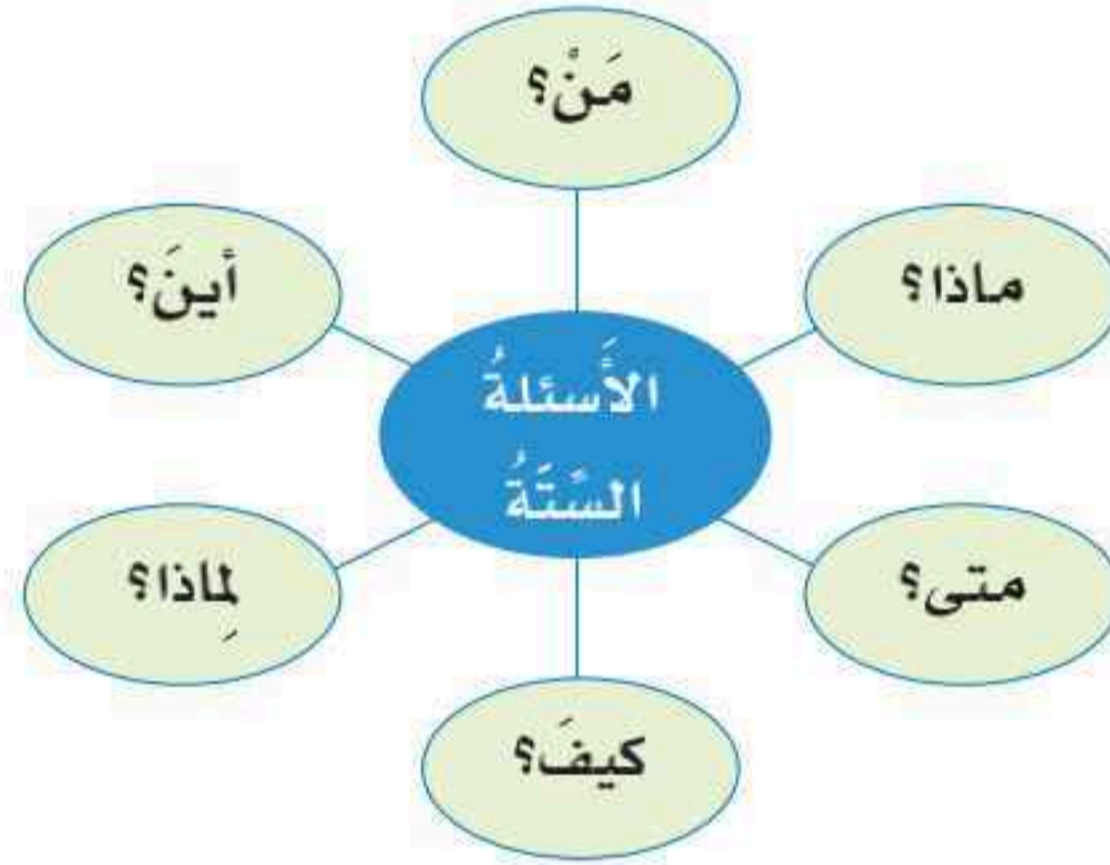 مَنْ؟
ماذا؟
أينَ؟
الأَسئلةُ
السّتَةُ
متى؟
لِماذا؟
كيفَ؟